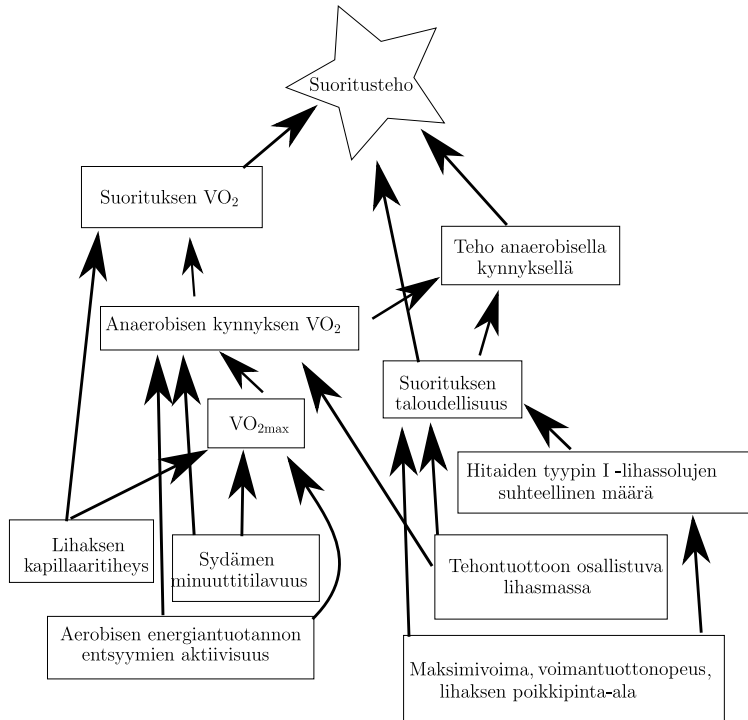 Suoritusteho
Suorituksen VO₂
Teho anaerobisella
kynnyksellä
Anaerobisen kynnyksen VO₂
Suorituksen
taloudellisuus
VO₂max
Hitaiden tyypin I -lihassolujen
suhteellinen määrä
Lihaksen
kapillaaritiheys
Sydämen
minuuttitilavuus
Tehontuottoon osallistuva
lihasmassa
Aerobisen energiantuotannon
entsyymien aktiivisuus
Maksimivoima, voimantuottonopeus,
lihaksen poikkipinta-ala